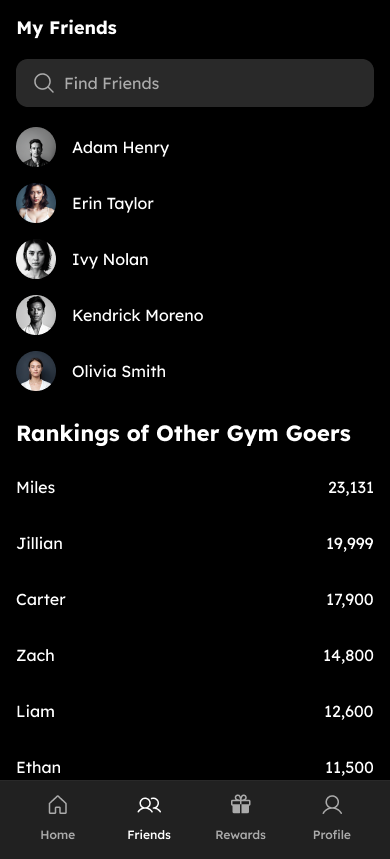 My Friends
Find Friends
Adam Henry
Erin Taylor
Ivy Nolan
Kendrick Moreno
Olivia Smith
Rankings of Other Gym Goers
Miles 23,131
Jillian 19,999
Carter 17,900
Zach 14,800
Liam 12,600
Ethan 11,500
Home Friends Rewards Profile